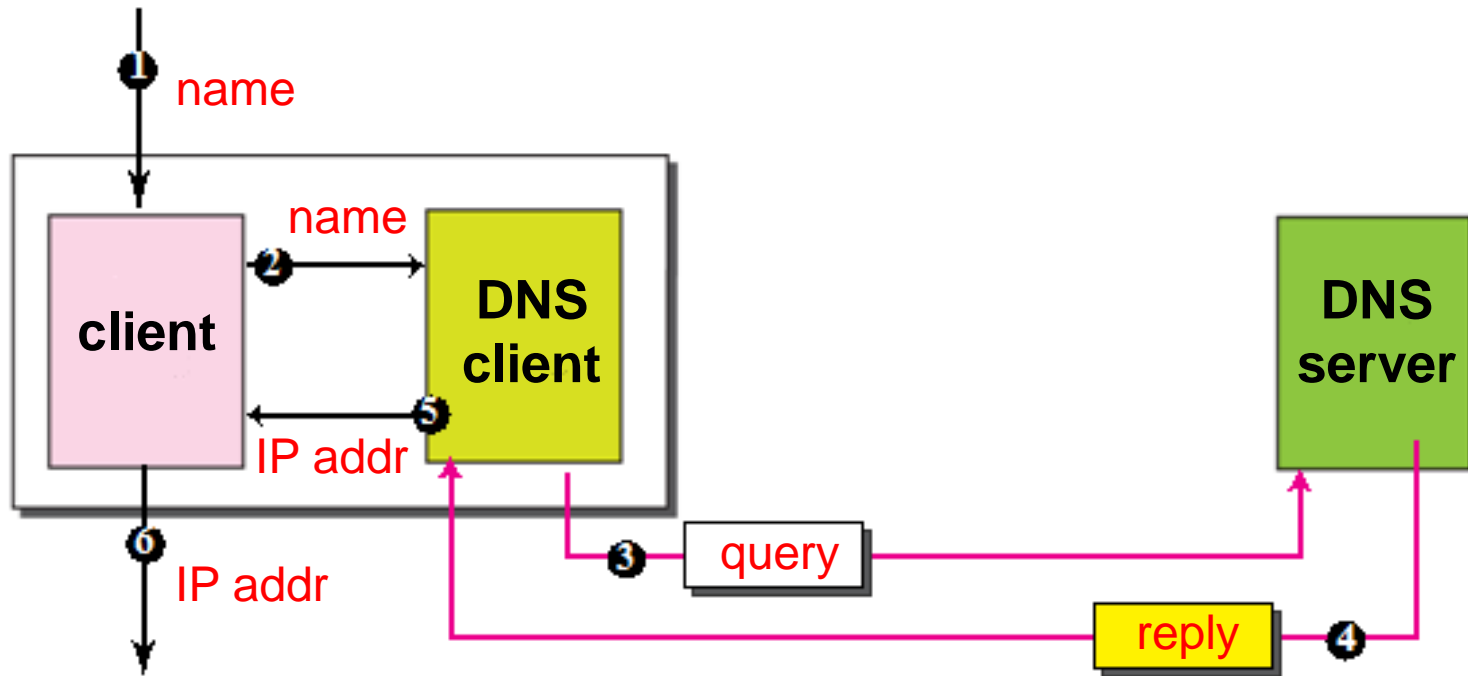 1
name
name
2
client
DNS
client
DNS
server
5
IP addr
6
IP addr
3
query
reply
4